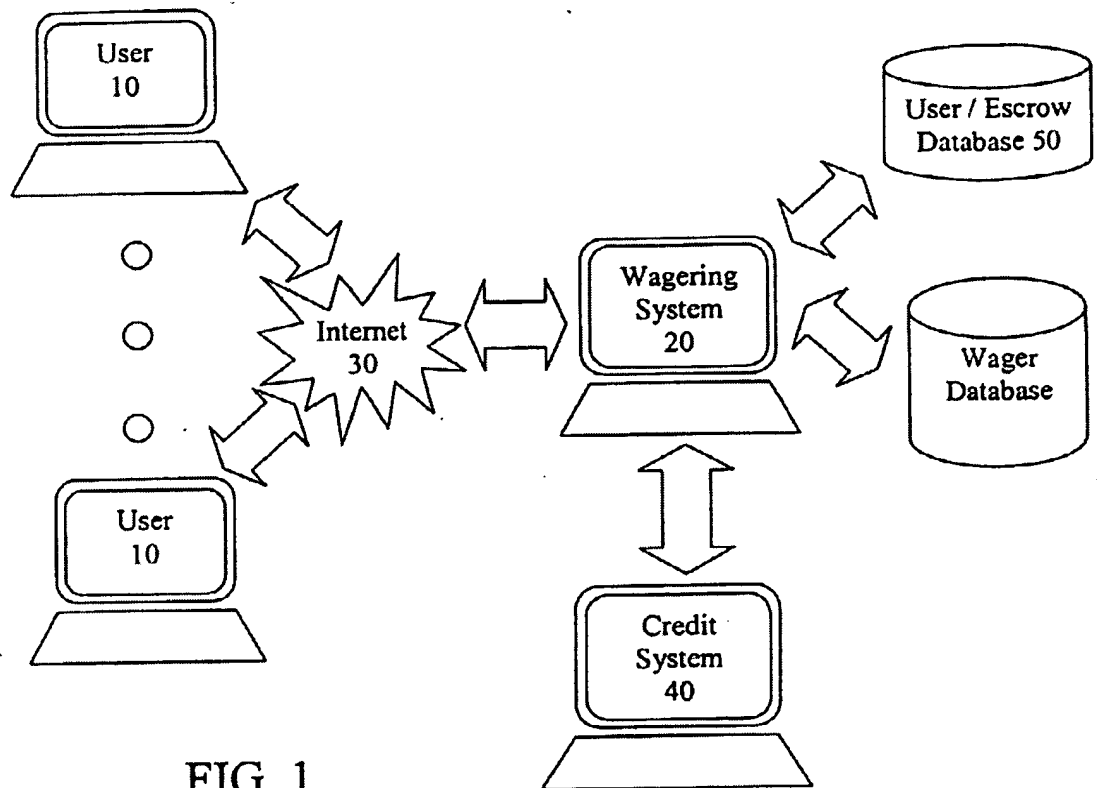 User
10
User / Escrow
Database 50
Wagering
System
20
Internet
30
Wager
Database
User
10
Credit
System
40
FIG. 1